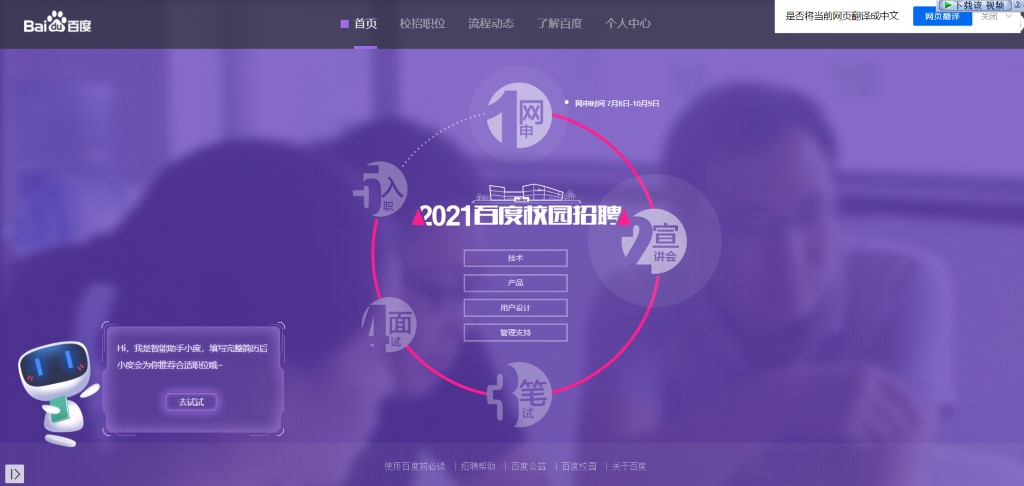 Bai du 百度
首页 校招职位 流程动态 了解百度 个人中心
是否将当前网页翻译成中文 网页翻译 关闭
下载该 视频
1 网申
网申时间 7月8日-10月9日
5 入职
2021百度校园招聘
2 宣讲会
技术
产品
用户设计
管理支持
4 面试
3 笔试
Hi，我是智能助手小度，填写完整简历后
小度会为你推荐合适职位哦~
去试试
使用百度前必读 | 招聘帮助 | 百度公益 | 百度校园 | 关于百度